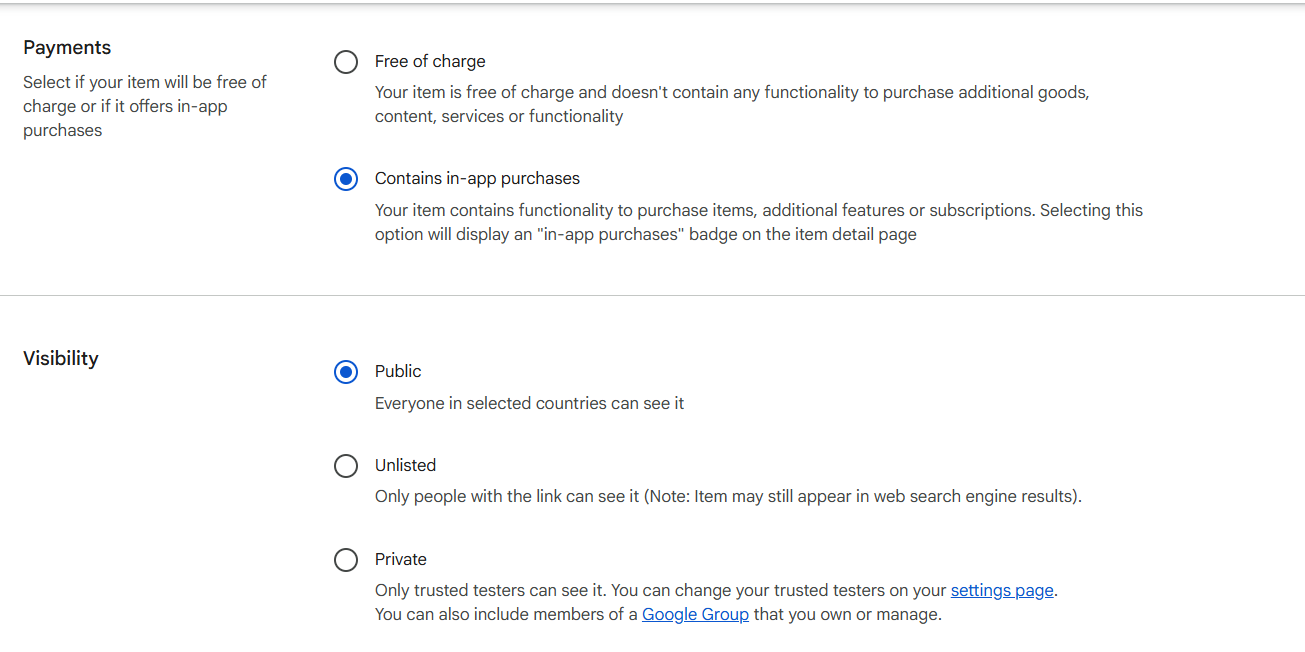 Payments
Select if your item will be free of
charge or if it offers in-app
purchases
Free of charge
Your item is free of charge and doesn't contain any functionality to purchase additional goods,
content, services or functionality
Contains in-app purchases
Your item contains functionality to purchase items, additional features or subscriptions. Selecting this
option will display an "in-app purchases" badge on the item detail page
Visibility
Public
Everyone in selected countries can see it
Unlisted
Only people with the link can see it (Note: Item may still appear in web search engine results).
Private
Only trusted testers can see it. You can change your trusted testers on your settings page.
You can also include members of a Google Group that you own or manage.